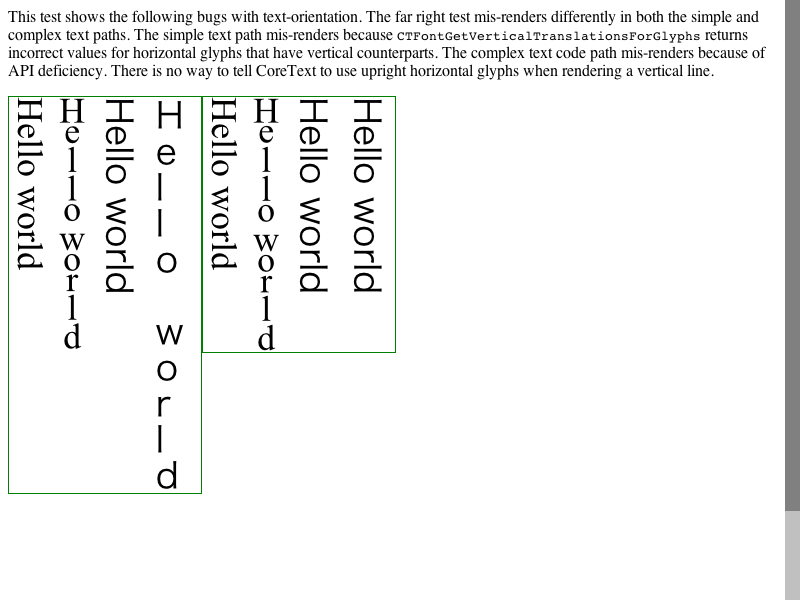 This test shows the following bugs with text-orientation. The far right test mis-renders differently in both the simple and
complex text paths. The simple text path mis-renders because CTFontGetVerticalTranslationsForGlyphs returns
incorrect values for horizontal glyphs that have vertical counterparts. The complex text code path mis-renders because of
API deficiency. There is no way to tell CoreText to use upright horizontal glyphs when rendering a vertical line.
Hello world
Hello world
Hello world
Hello world
Hello world
Hello world
Hello world
Hello world